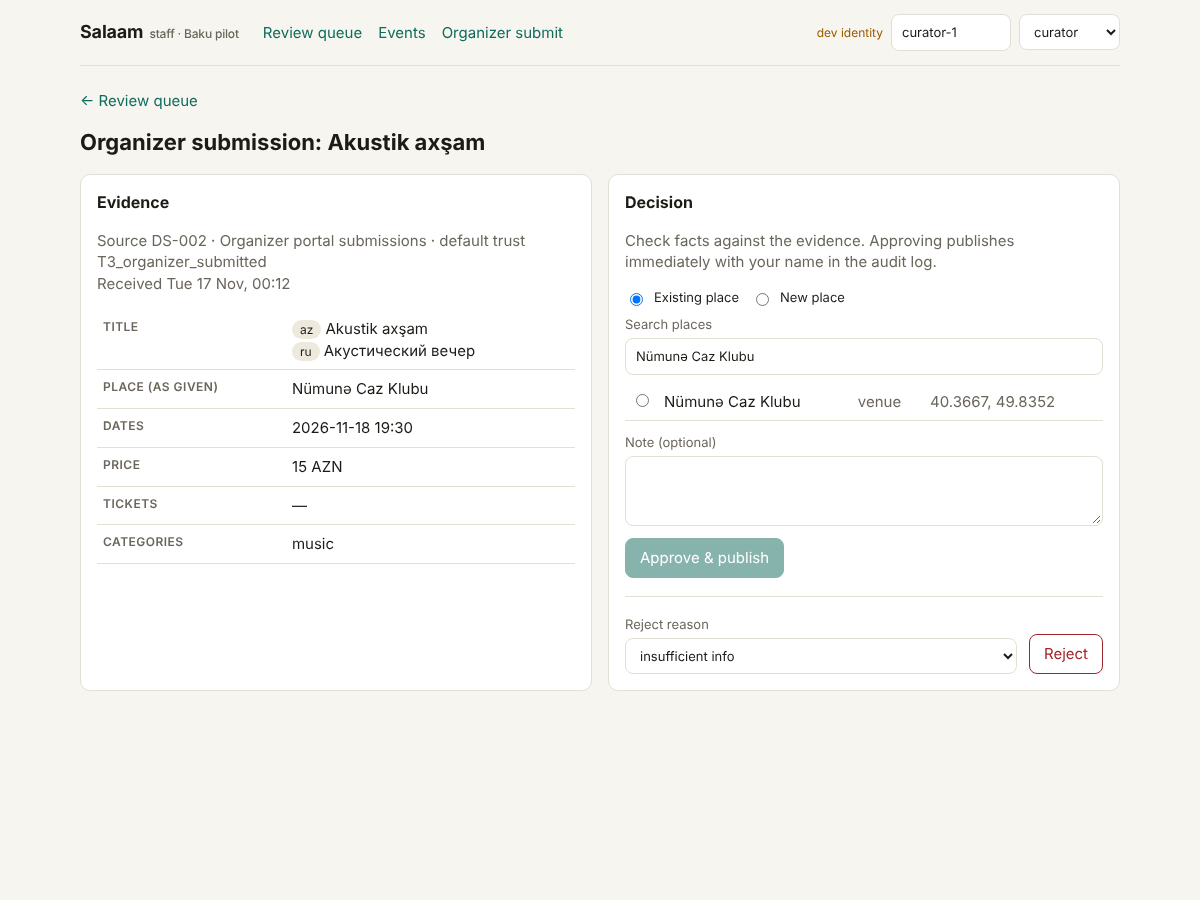 Salaam staff · Baku pilot Review queue Events Organizer submit dev identity curator-1 curator
← Review queue
Organizer submission: Akustik axşam
Evidence
Source DS-002 · Organizer portal submissions · default trust
T3_organizer_submitted
Received Tue 17 Nov, 00:12
TITLE az Akustik axşam
ru Акустический вечер
PLACE (AS GIVEN) Nümunə Caz Klubu
DATES 2026-11-18 19:30
PRICE 15 AZN
TICKETS —
CATEGORIES music
Decision
Check facts against the evidence. Approving publishes
immediately with your name in the audit log.
Existing place New place
Search places
Nümunə Caz Klubu
Nümunə Caz Klubu venue 40.3667, 49.8352
Note (optional)
Approve & publish
Reject reason
insufficient info Reject